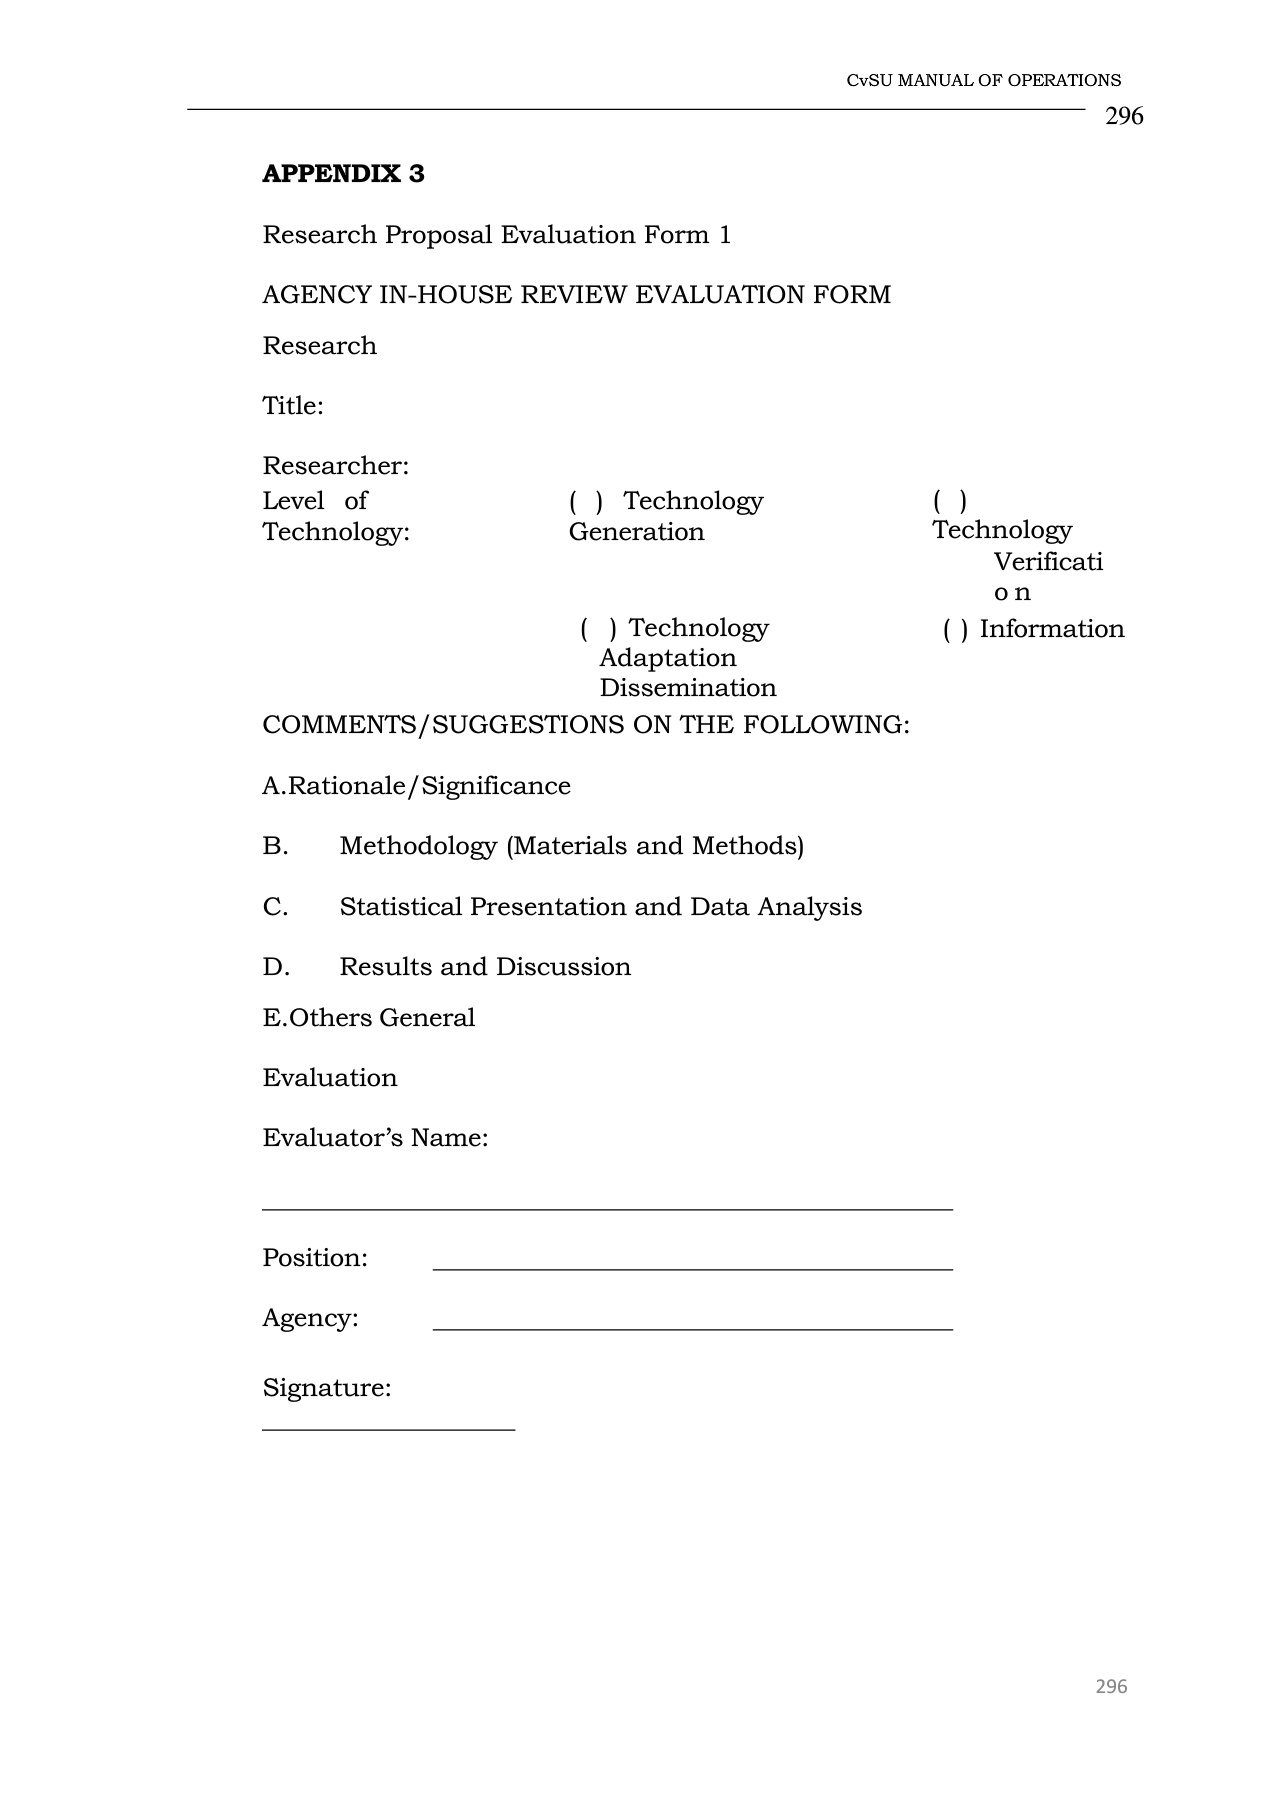 CvSU MANUAL OF OPERATIONS
296
APPENDIX 3
Research Proposal Evaluation Form 1
AGENCY IN-HOUSE REVIEW EVALUATION FORM
Research
Title:
Researcher:
Level of
Technology:
( ) Technology
Generation
( )
Technology
Verificati
o n
( ) Technology
Adaptation
Dissemination
( ) Information
COMMENTS/SUGGESTIONS ON THE FOLLOWING:
A.Rationale/Significance
B. Methodology (Materials and Methods)
C. Statistical Presentation and Data Analysis
D. Results and Discussion
E.Others General
Evaluation
Evaluator’s Name:
Position:
Agency:
Signature:
296